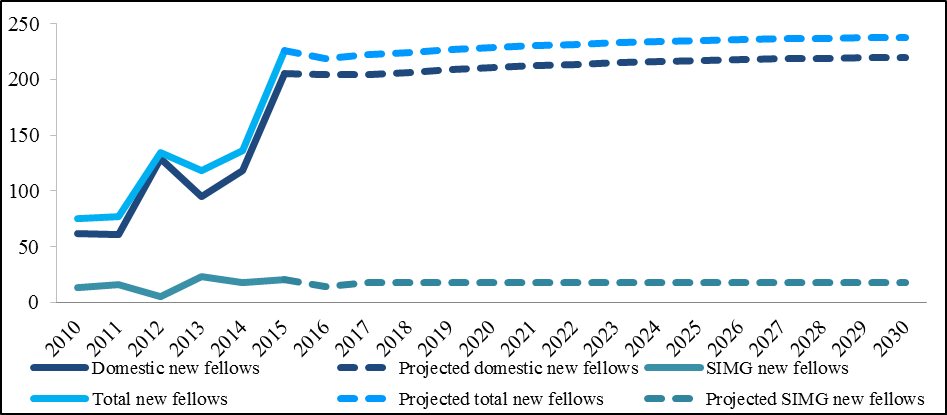 250
200
150
100
50
0
2010 2011 2012 2013 2014 2015 2016 2017 2018 2019 2020 2021 2022 2023 2024 2025 2026 2027 2028 2029 2030
Domestic new fellows Projected domestic new fellows SIMG new fellows
Total new fellows Projected total new fellows Projected SIMG new fellows